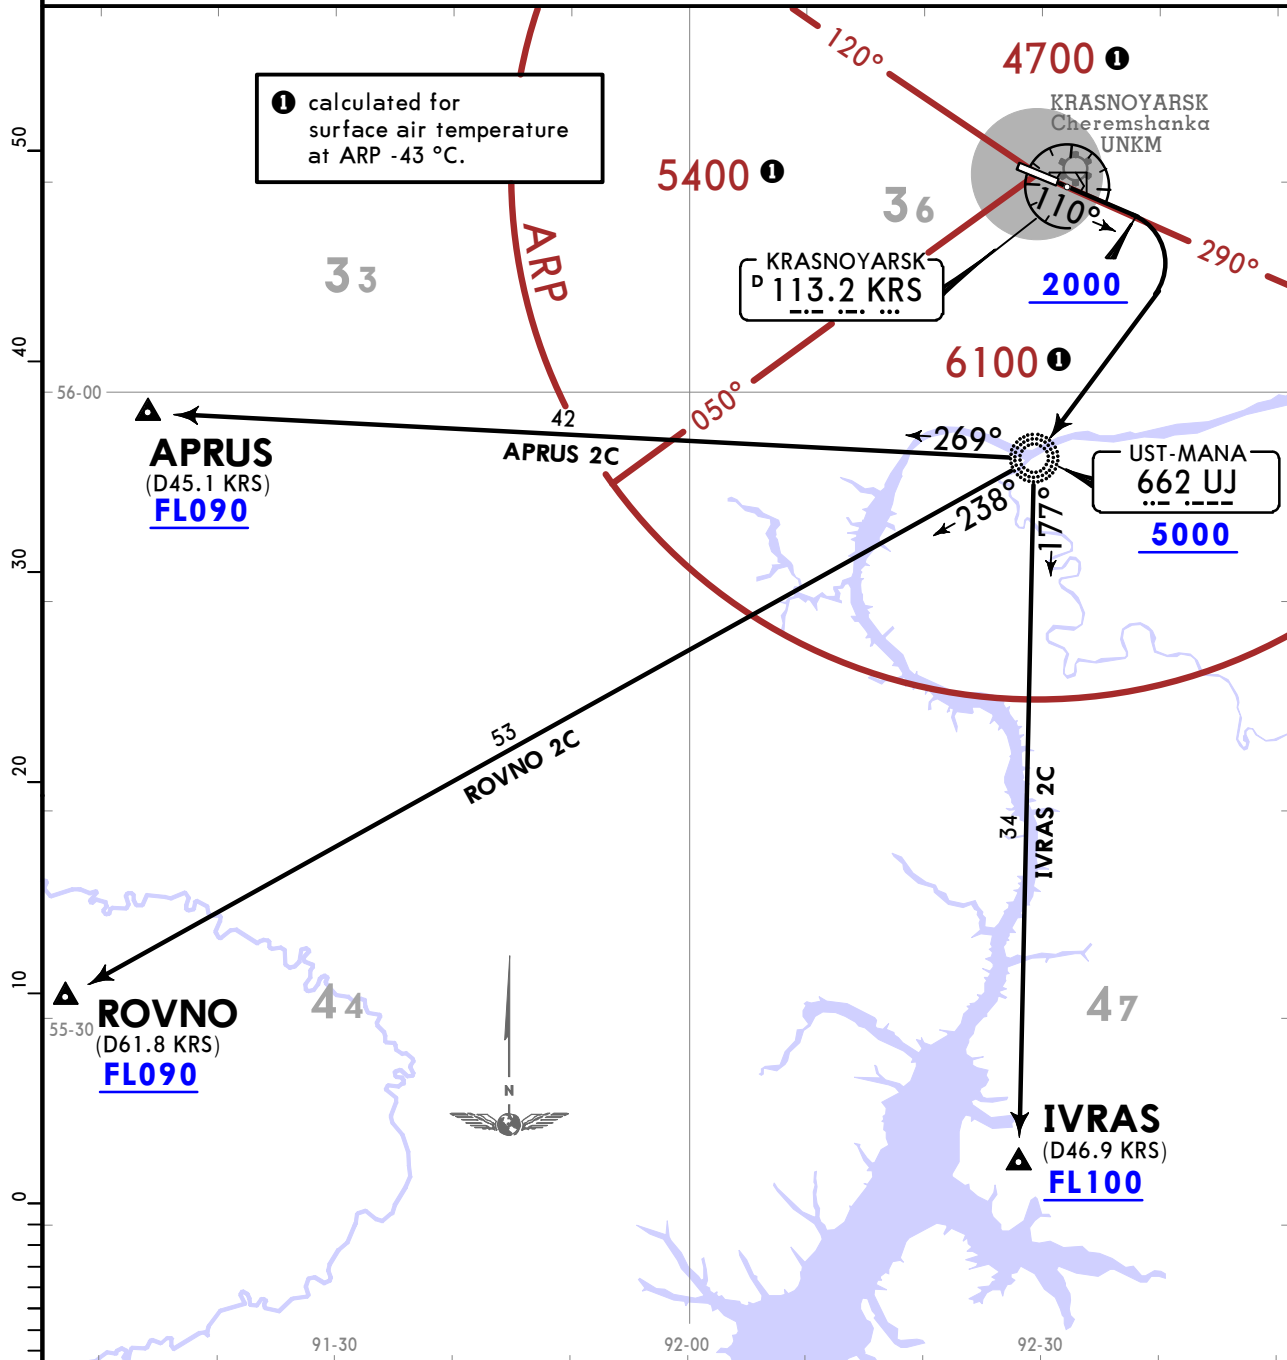 120°
4700 ❶
❶ calculated for
surface air temperature
at ARP -43 °C.
KRASNOYARSK
Cheremshanka
UNKM
50
5400 ❶
36
110°
ARP
33
KRASNOYARSK
D 113.2 KRS
2000
290°
40
6100 ❶
56-00
050°
42
APRUS 2C
269°
APRUS
(D45.1 KRS)
FL090
238°
177°
UST-MANA
662 UJ
5000
30
53
ROVNO 2C
20
34
IVRAS 2C
10
ROVNO
55-30
(D61.8 KRS)
FL090
44
47
N
IVRAS
(D46.9 KRS)
FL100
0
91-30
92-00
92-30